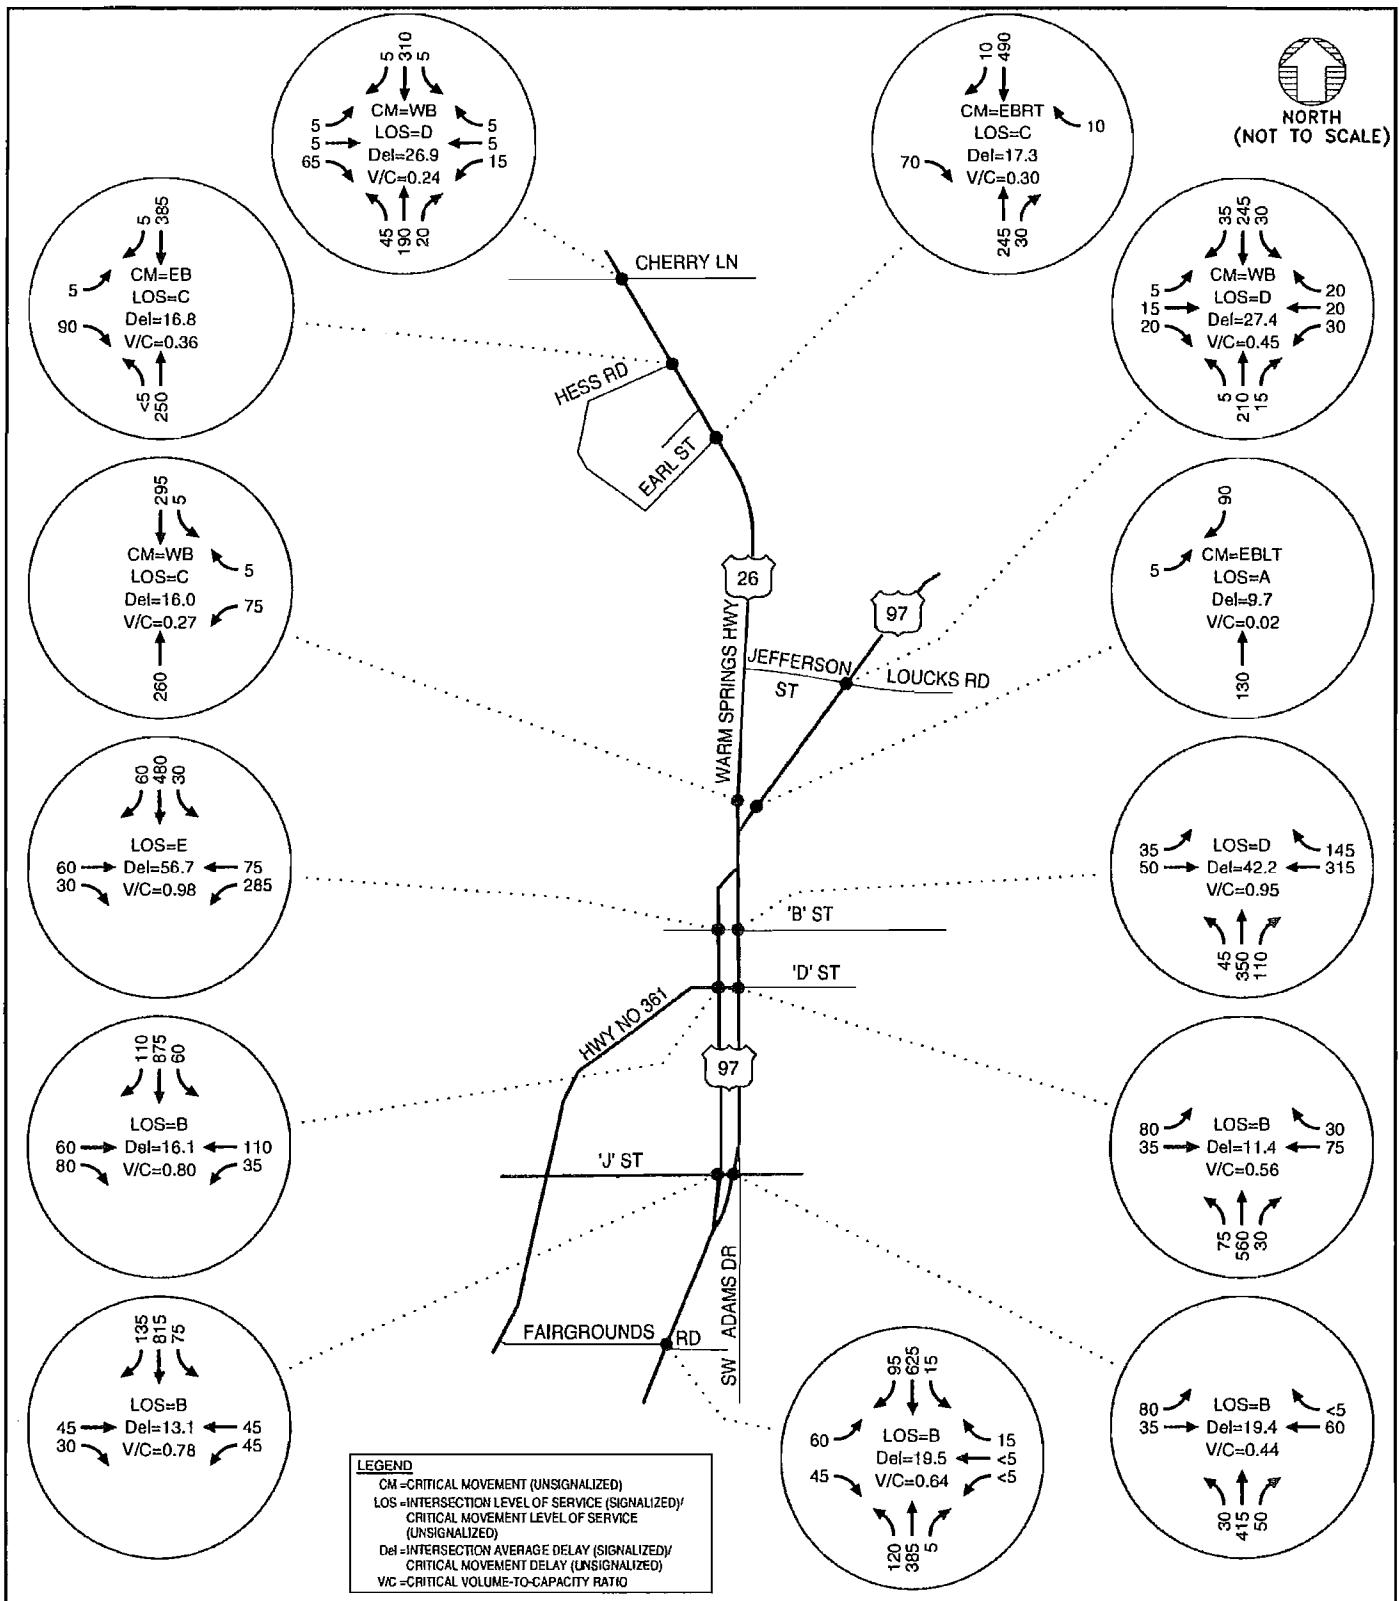 5 310 5
CM=WB
LOS=D
Del=26.9
V/C=0.24
5
5
65
5
5
15
45 190 20
10 490
CM=EBRT
LOS=C
Del=17.3
V/C=0.30
10
70
245 30
NORTH
(NOT TO SCALE)
5 385
CM=EB
LOS=C
Del=16.8
V/C=0.36
5
90
<5 250
35 245 30
CM=WB
LOS=D
Del=27.4
V/C=0.45
5
15
20
20
20
30
5 210 15
295 5
CM=WB
LOS=C
Del=16.0
V/C=0.27
5
75
260
90
CM=EBLT
LOS=A
Del=9.7
V/C=0.02
5
130
60 480 30
LOS=E
Del=56.7
V/C=0.98
60
30
75
285
35
50
LOS=D
Del=42.2
V/C=0.95
145
315
45 350 110
110 875 60
LOS=B
Del=16.1
V/C=0.80
60
80
110
35
80
35
LOS=B
Del=11.4
V/C=0.56
30
75
75 560 30
135 815 75
LOS=B
Del=13.1
V/C=0.78
45
30
45
45
95 625 15
LOS=B
Del=19.5
V/C=0.64
60
45
15
<5
<5
120 385 5
80
35
LOS=B
Del=19.4
V/C=0.44
<5
60
30 415 50
CHERRY LN
HESS RD
EARL ST
26
97
WARM SPRINGS HWY
JEFFERSON
ST
LOUCKS RD
'B' ST
'D' ST
HWY NO 361
97
'J' ST
SW ADAMS DR
FAIRGROUNDS RD
LEGEND
CM =CRITICAL MOVEMENT (UNSIGNALIZED)
LOS =INTERSECTION LEVEL OF SERVICE (SIGNALIZED)/
CRITICAL MOVEMENT LEVEL OF SERVICE
(UNSIGNALIZED)
Del =INTERSECTION AVERAGE DELAY (SIGNALIZED)/
CRITICAL MOVEMENT DELAY (UNSIGNALIZED)
V/C =CRITICAL VOLUME-TO-CAPACITY RATIO